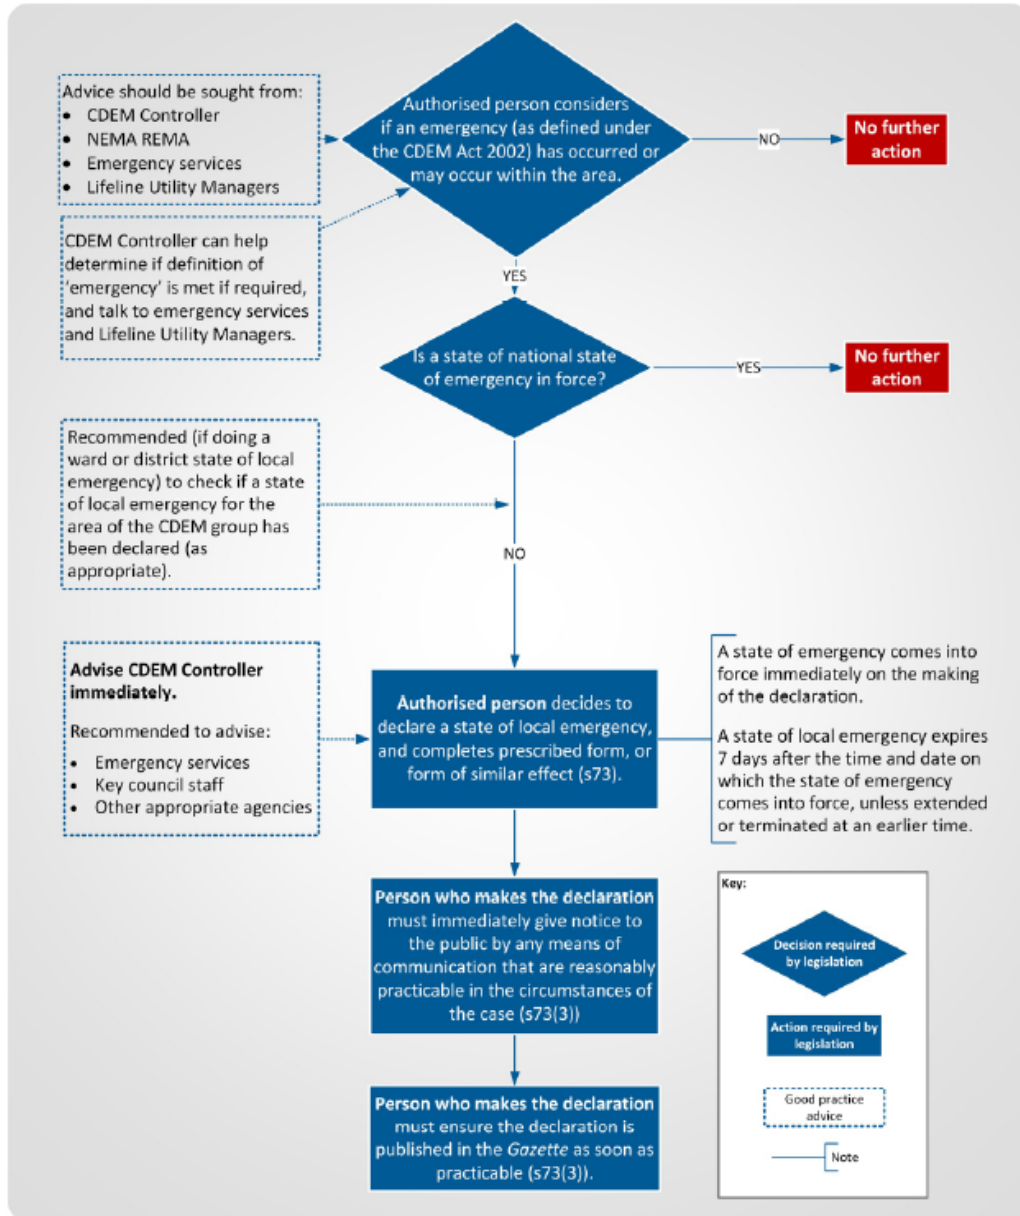 Advice should be sought from:
• CDEM Controller
• NEMA REMA
• Emergency services
• Lifeline Utility Managers
Authorised person considers
if an emergency (as defined under
the CDEM Act 2002) has occurred or
may occur within the area.
NO
No further
action
CDEM Controller can help
determine if definition of
‘emergency’ is met if required,
and talk to emergency services
and Lifeline Utility Managers.
YES
Is a state of national state
of emergency in force?
YES
No further
action
Recommended (if doing a
ward or district state of local
emergency) to check if a state
of local emergency for the
area of the CDEM group has
been declared (as
appropriate).
NO
Advise CDEM Controller
immediately.
Recommended to advise:
• Emergency services
• Key council staff
• Other appropriate agencies
Authorised person decides to
declare a state of local emergency,
and completes prescribed form, or
form of similar effect (s73).
A state of emergency comes into
force immediately on the making
of the declaration.
A state of local emergency expires
7 days after the time and date on
which the state of emergency
comes into force, unless extended
or terminated at an earlier time.
Person who makes the declaration
must immediately give notice to
the public by any means of
communication that are reasonably
practicable in the circumstances of
the case (s73(3))
Person who makes the declaration
must ensure the declaration is
published in the Gazette as soon as
practicable (s73(3)).
Key:
Decision required
by legislation
Action required by
legislation
Good practice
advice
Note